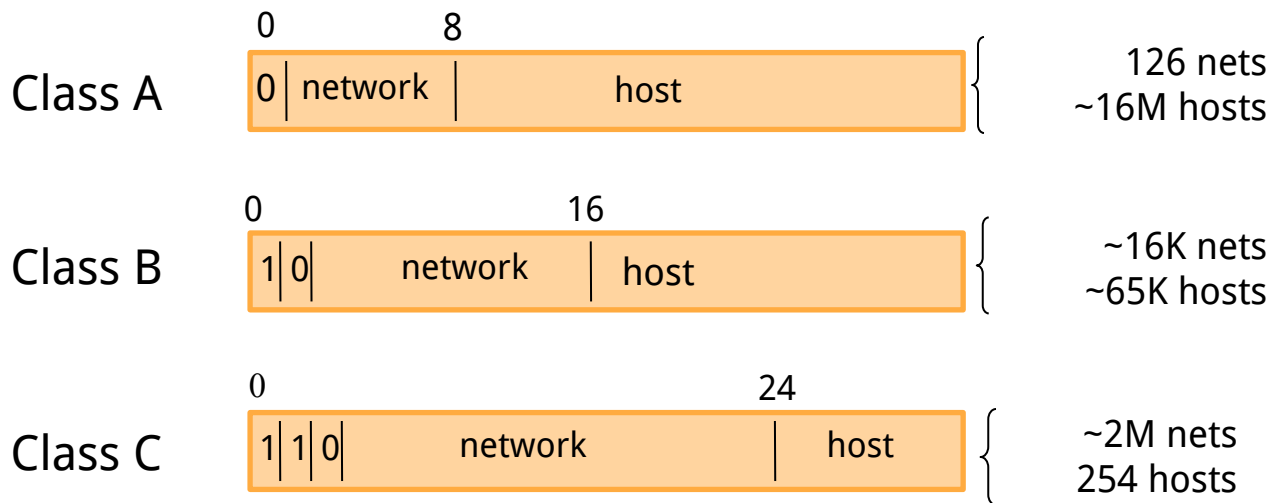 0 8
Class A 0 network host 126 nets
~16M hosts
0 16
Class B 1 0 network host ~16K nets
~65K hosts
0 24
Class C 1 1 0 network host ~2M nets
254 hosts